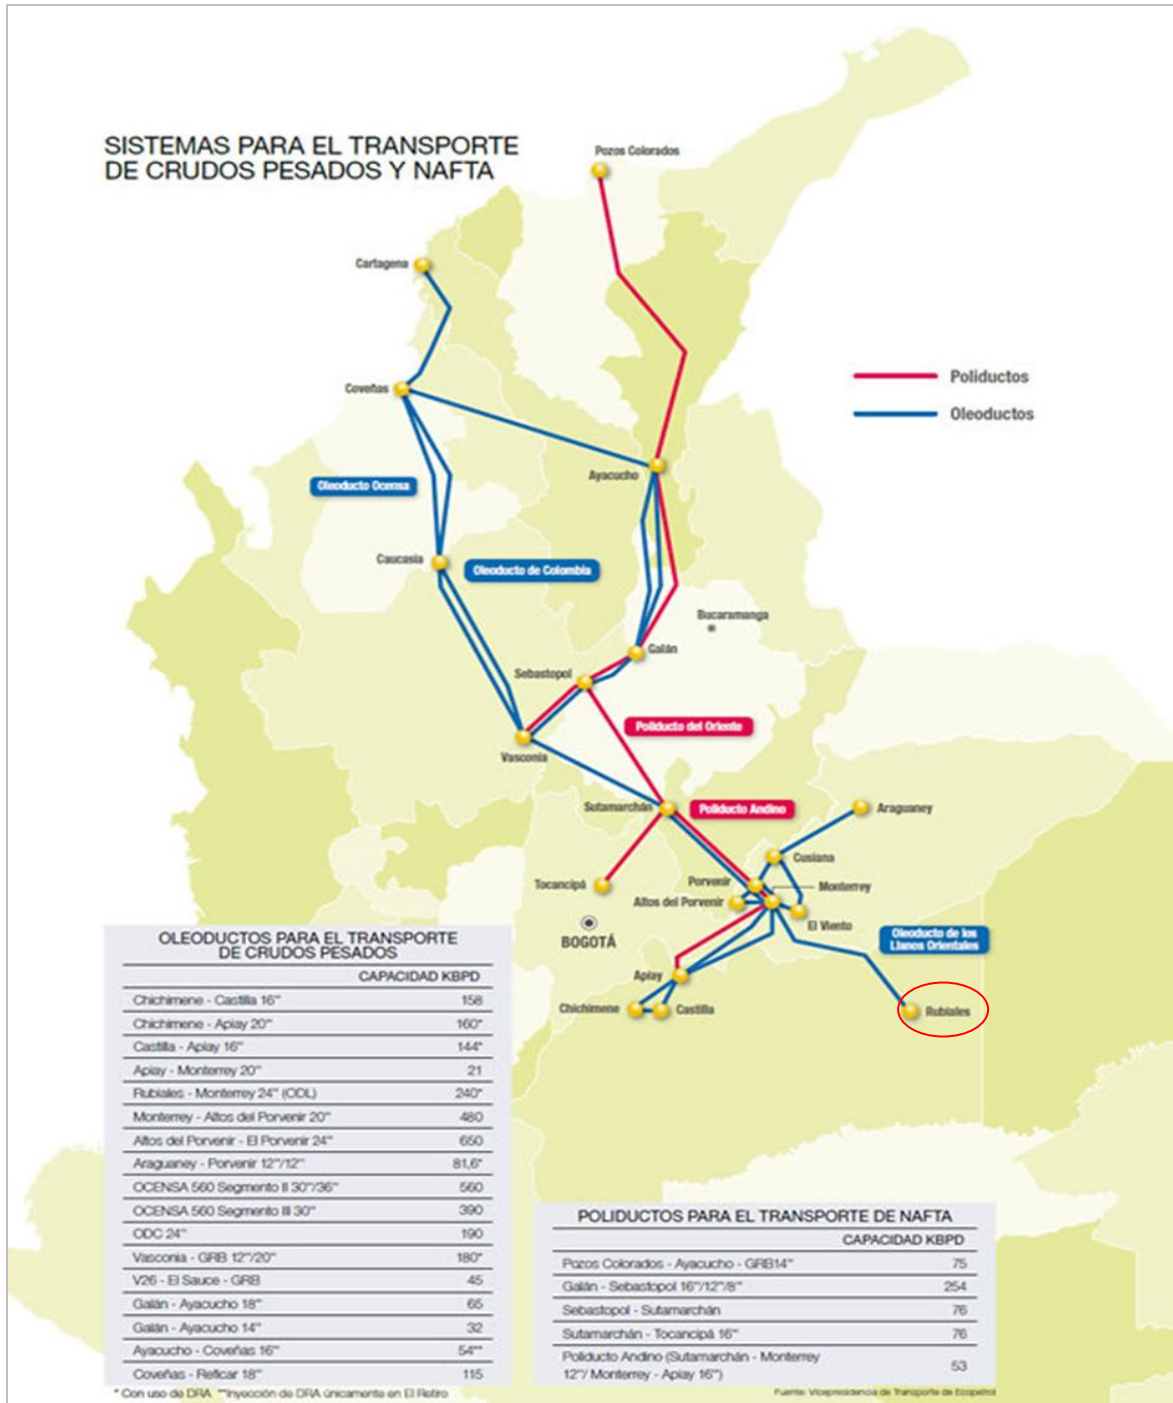 SISTEMAS PARA EL TRANSPORTE
DE CRUDOS PESADOS Y NAFTA
Pozos Colorados
Cartagena
Poliductos
Coveñas
Oleoductos
Ayacucho
Oleoducto Ocensa
Caucasia
Oleoducto de Colombia
Bucaramanga
Galán
Sebastopol
Poliducto del Oriente
Vasconia
Sutamarchán
Poliducto Andino
Araguaney
Cusiana
Porvenir
Monterrey
Tocancipá
Altos del Porvenir
El Viento
BOGOTÁ
Oleoducto de los
Llanos Orientales
Apiay
Chichimene
Castilla
Rubiales
OLEODUCTOS PARA EL TRANSPORTE
DE CRUDOS PESADOS
CAPACIDAD KBPD
Chichimene - Castilla 16" 158
Chichimene - Apiay 20" 160*
Castilla - Apiay 16" 144*
Apiay - Monterrey 20" 21
Rubiales - Monterrey 24" (ODL) 240*
Monterrey - Altos del Porvenir 20" 480
Altos del Porvenir - El Porvenir 24" 650
Araguaney - Porvenir 12"/12" 81,6*
OCENSA 560 Segmento II 30"/36" 560
OCENSA 560 Segmento III 30" 390
ODC 24" 190
Vasconia - GRB 12"/20" 180*
V26 - El Sauce - GRB 45
Galán - Ayacucho 18" 65
Galán - Ayacucho 14" 32
Ayacucho - Coveñas 16" 54**
Coveñas - Reficar 18" 115
* Con uso de DRA **Inyección de DRA únicamente en El Retiro
POLIDUCTOS PARA EL TRANSPORTE DE NAFTA
CAPACIDAD KBPD
Pozos Colorados - Ayacucho - GRB14" 75
Galán - Sebastopol 16"/12"/8" 254
Sebastopol - Sutamarchán 76
Sutamarchán - Tocancipá 16" 76
Poliducto Andino (Sutamarchán - Monterrey
12"/ Monterrey - Apiay 16") 53
Fuente: Vicepresidencia de Transporte de Ecopetrol